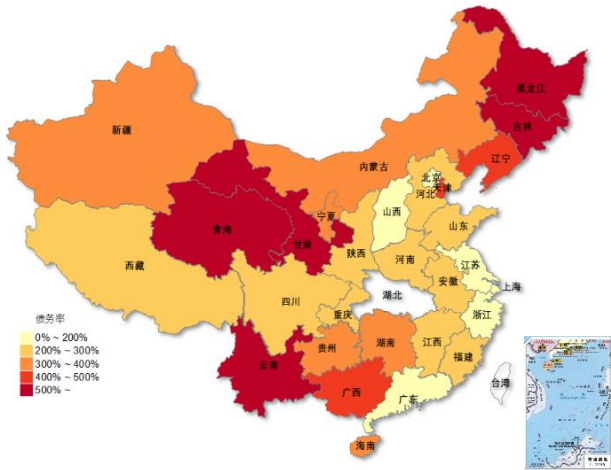 黑龙江
吉林
新疆
辽宁
内蒙古
北京
天津
河北
宁夏
山西
山东
青海
甘肃
陕西
河南
江苏
西藏
安徽
上海
湖北
四川
重庆
浙江
债务率
0% ~ 200%
200% ~ 300%
300% ~ 400%
400% ~ 500%
500% ~
贵州
湖南
江西
福建
云南
广西
广东
台湾
海南